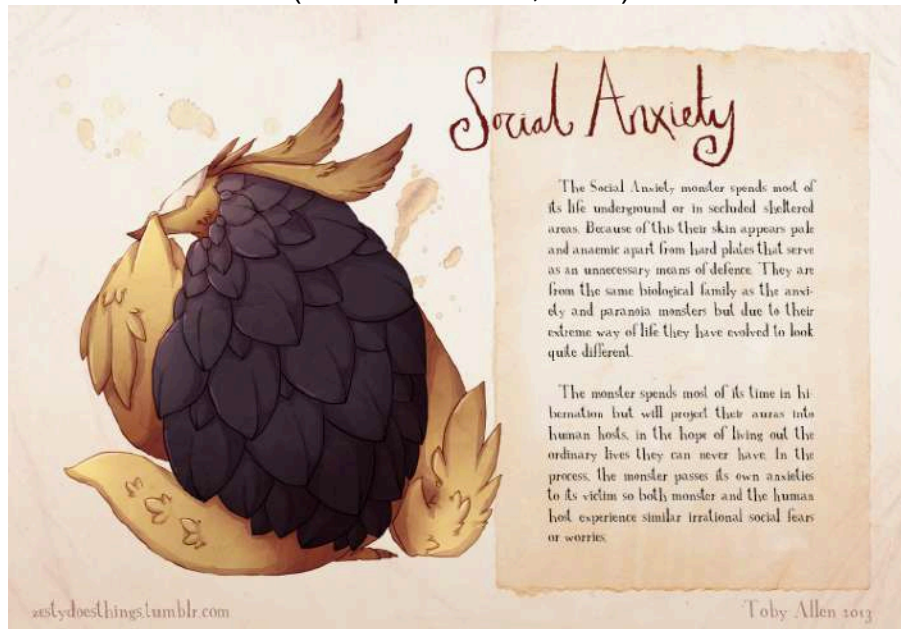 Social Anxiety
The Social Anxiety monster spends most of
its life underground or in secluded sheltered
areas. Because of this their skin appears pale
and anaemic apart from hard plates that serve
as an unnecessary means of defence. They are
from the same biological family as the anxi-
ety and paranoia monsters but due to their
extreme way of life they have evolved to look
quite different.
The monster spends most of its time in hi-
bernation but will project their auras into
human hosts, in the hope of living out the
ordinary lives they can never have. In the
process, the monster passes its own anxieties
to its victim so both monster and the human
host experience similar irrational social fears
or worries.
zestydoesthings.tumblr.com
Toby Allen 2013